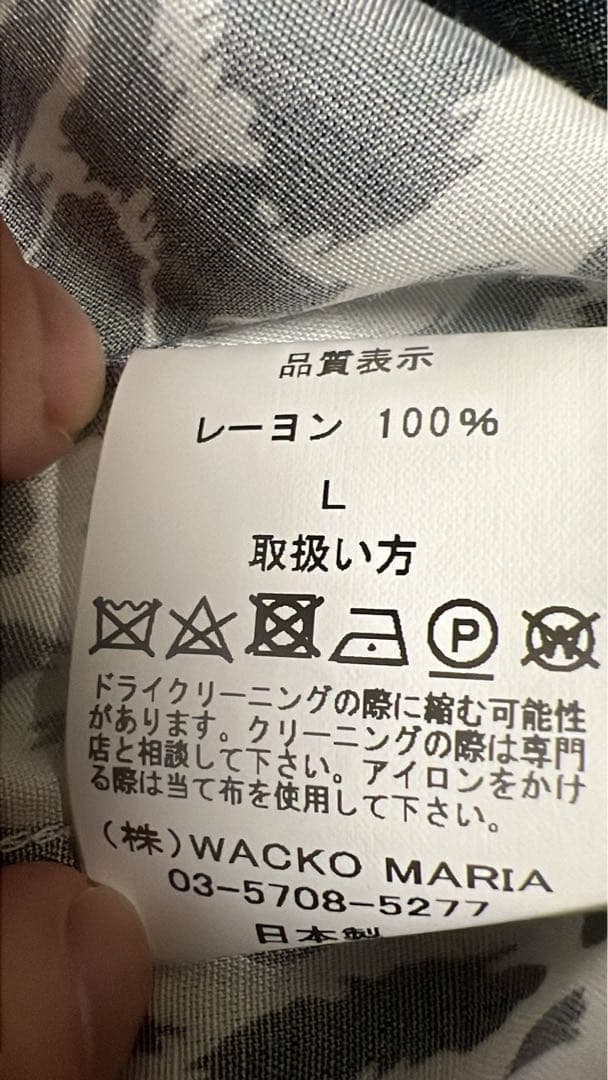 品質表示
レーヨン 100%
L
取扱い方
P W
ドライクリーニングの際に縮む可能性
があります。クリーニングの際は専門
店と相談して下さい。アイロンをかけ
る際は当て布を使用して下さい。
(株)WACKO MARIA
03-5708-5277
日本製